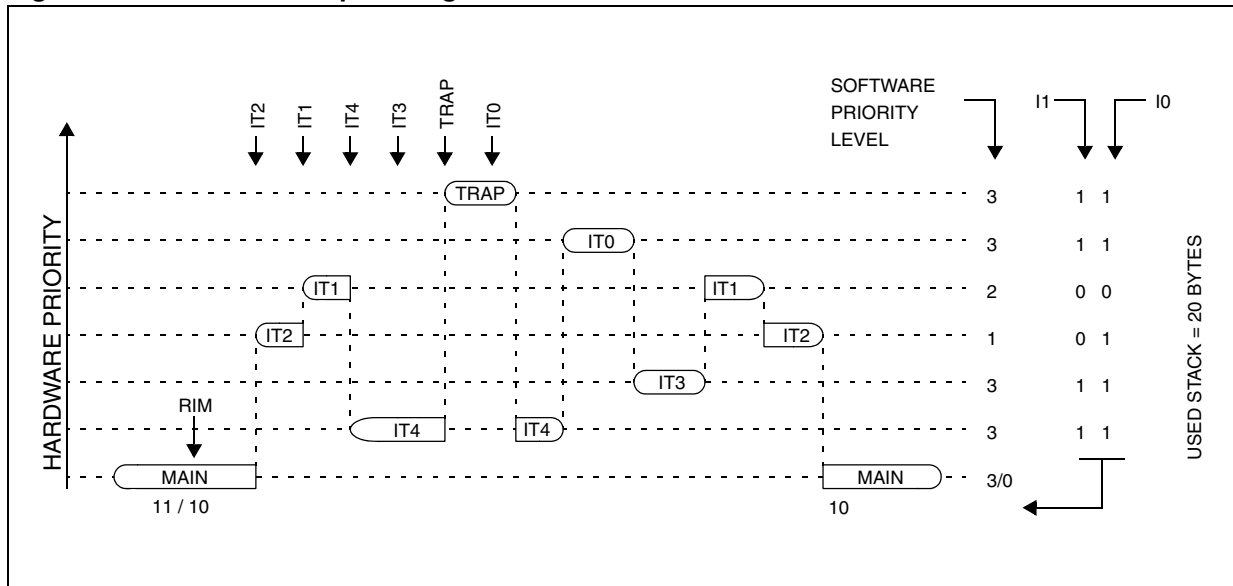 IT2
IT1
IT4
IT3
TRAP
IT0
SOFTWARE
PRIORITY
LEVEL
I1
I0
HARDWARE PRIORITY
TRAP
3
1 1
IT0
3
1 1
IT1
IT1
2
0 0
IT2
IT2
1
0 1
IT3
3
1 1
RIM
IT4
IT4
3
1 1
MAIN
MAIN
3/0
11 / 10
10
USED STACK = 20 BYTES